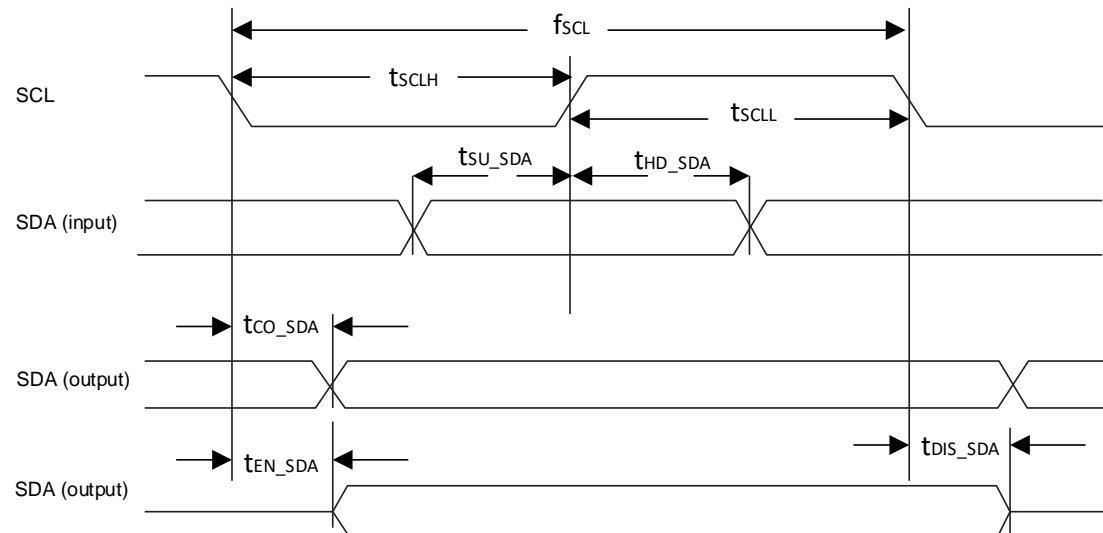 fSCL
SCL
tSCLH
tSCLL
tSU_SDA
tHD_SDA
SDA (input)
tCO_SDA
SDA (output)
tEN_SDA
tDIS_SDA
SDA (output)